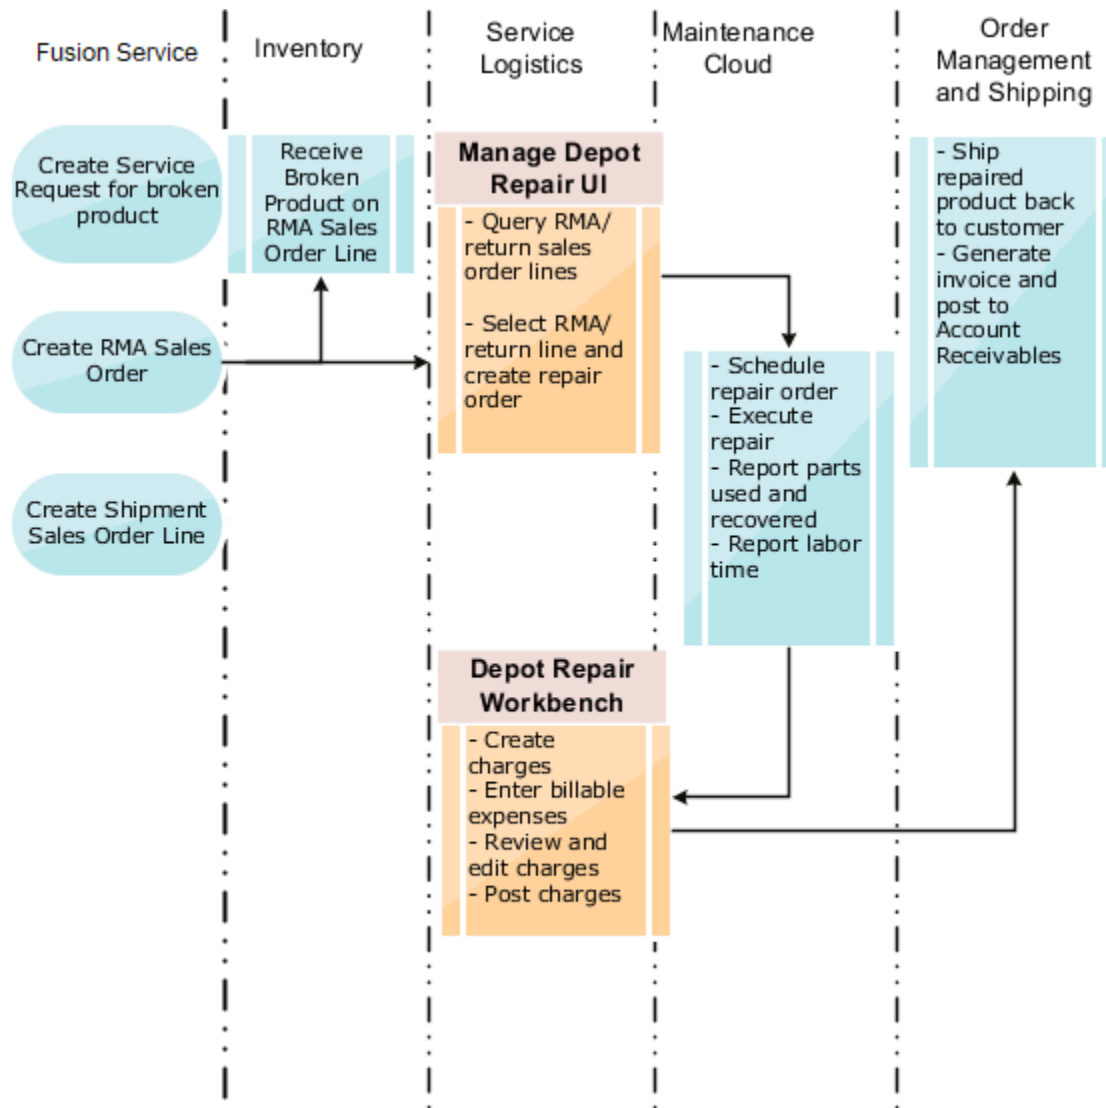 Fusion Service
Inventory
Service
Logistics
Maintenance
Cloud
Order
Management
and Shipping
Create Service
Request for broken
product
Create RMA Sales
Order
Create Shipment
Sales Order Line
Receive
Broken
Product on
RMA Sales
Order Line
Manage Depot
Repair UI
- Query RMA/
return sales
order lines
- Select RMA/
return line and
create repair
order
- Schedule
repair order
- Execute
repair
- Report parts
used and
recovered
- Report labor
time
Depot Repair
Workbench
- Create
charges
- Enter billable
expenses
- Review and
edit charges
- Post charges
- Ship
repaired
product back
to customer
- Generate
invoice and
post to
Account
Receivables